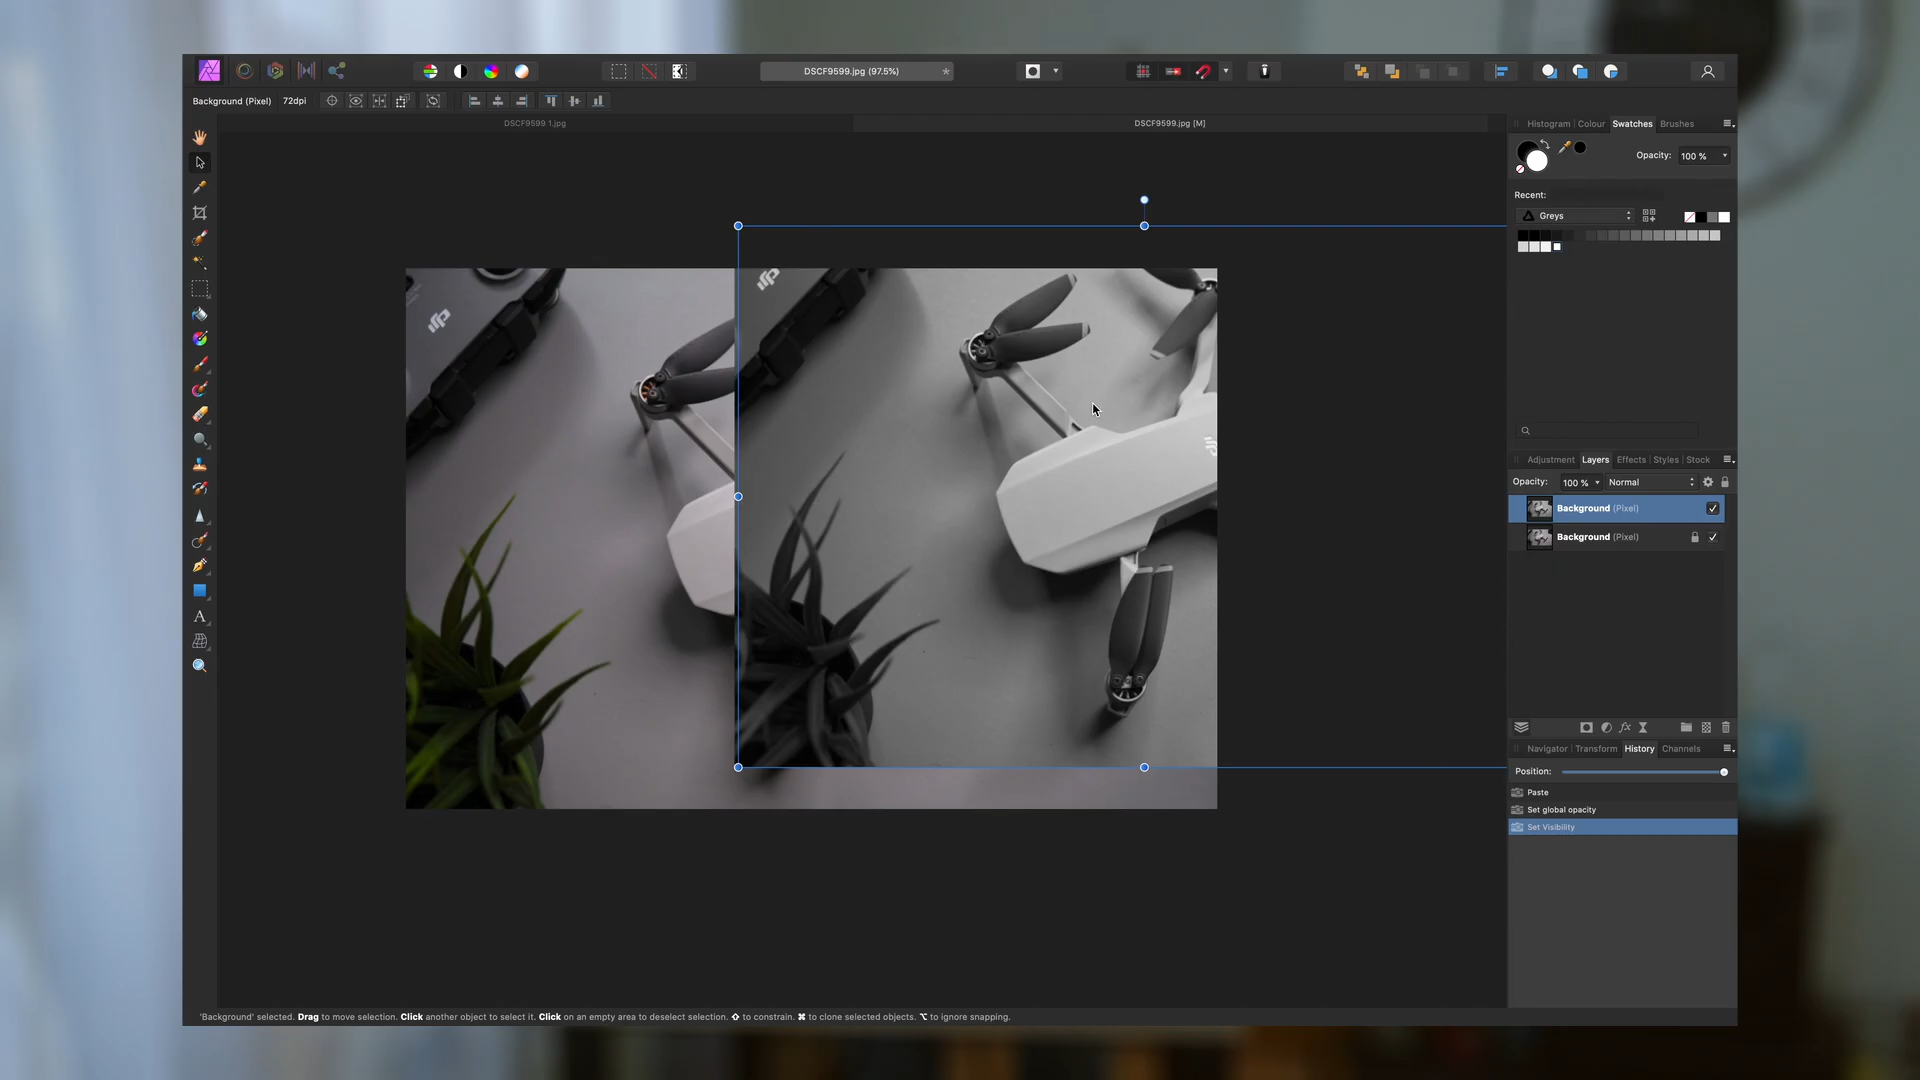 DSCF9599.jpg (97.5%)
*
Background (Pixel) 72dpi
DSCF9599 1.jpg
DSCF9599.jpg [M]
Histogram Colour Swatches Brushes
Opacity: 100 %
Recent:
Greys
dji
dji
Adjustment Layers Effects Styles Stock
Opacity: 100 % Normal
Background (Pixel)
Background (Pixel)
Navigator Transform History Channels
Position:
Paste
Set global opacity
Set Visibility
'Background' selected. Drag to move selection. Click another object to select it. Click on an empty area to deselect selection. ⇧ to constrain. ⌘ to clone selected objects. ⌥ to ignore snapping.